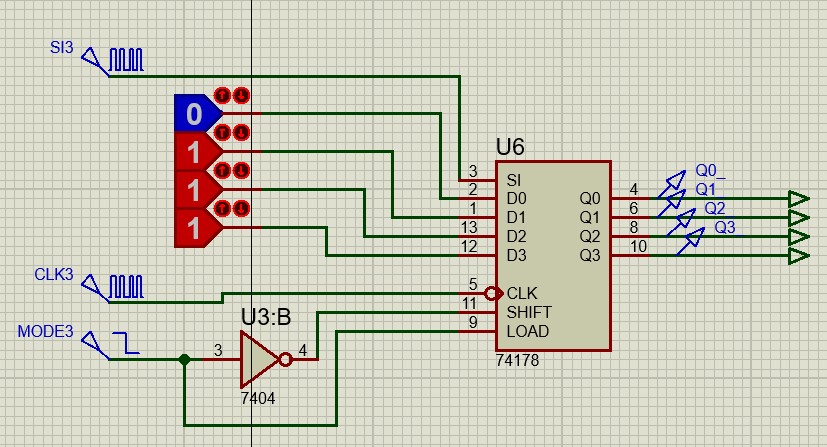 SI3
0
1
1
1
U6
3 SI
2 D0 Q0 4 Q0_
1 D1 Q1 6 Q1
13 D2 Q2 8 Q2
12 D3 Q3 10 Q3
CLK3
5 CLK
11 SHIFT
9 LOAD
74178
MODE3
U3:B
3 4
7404